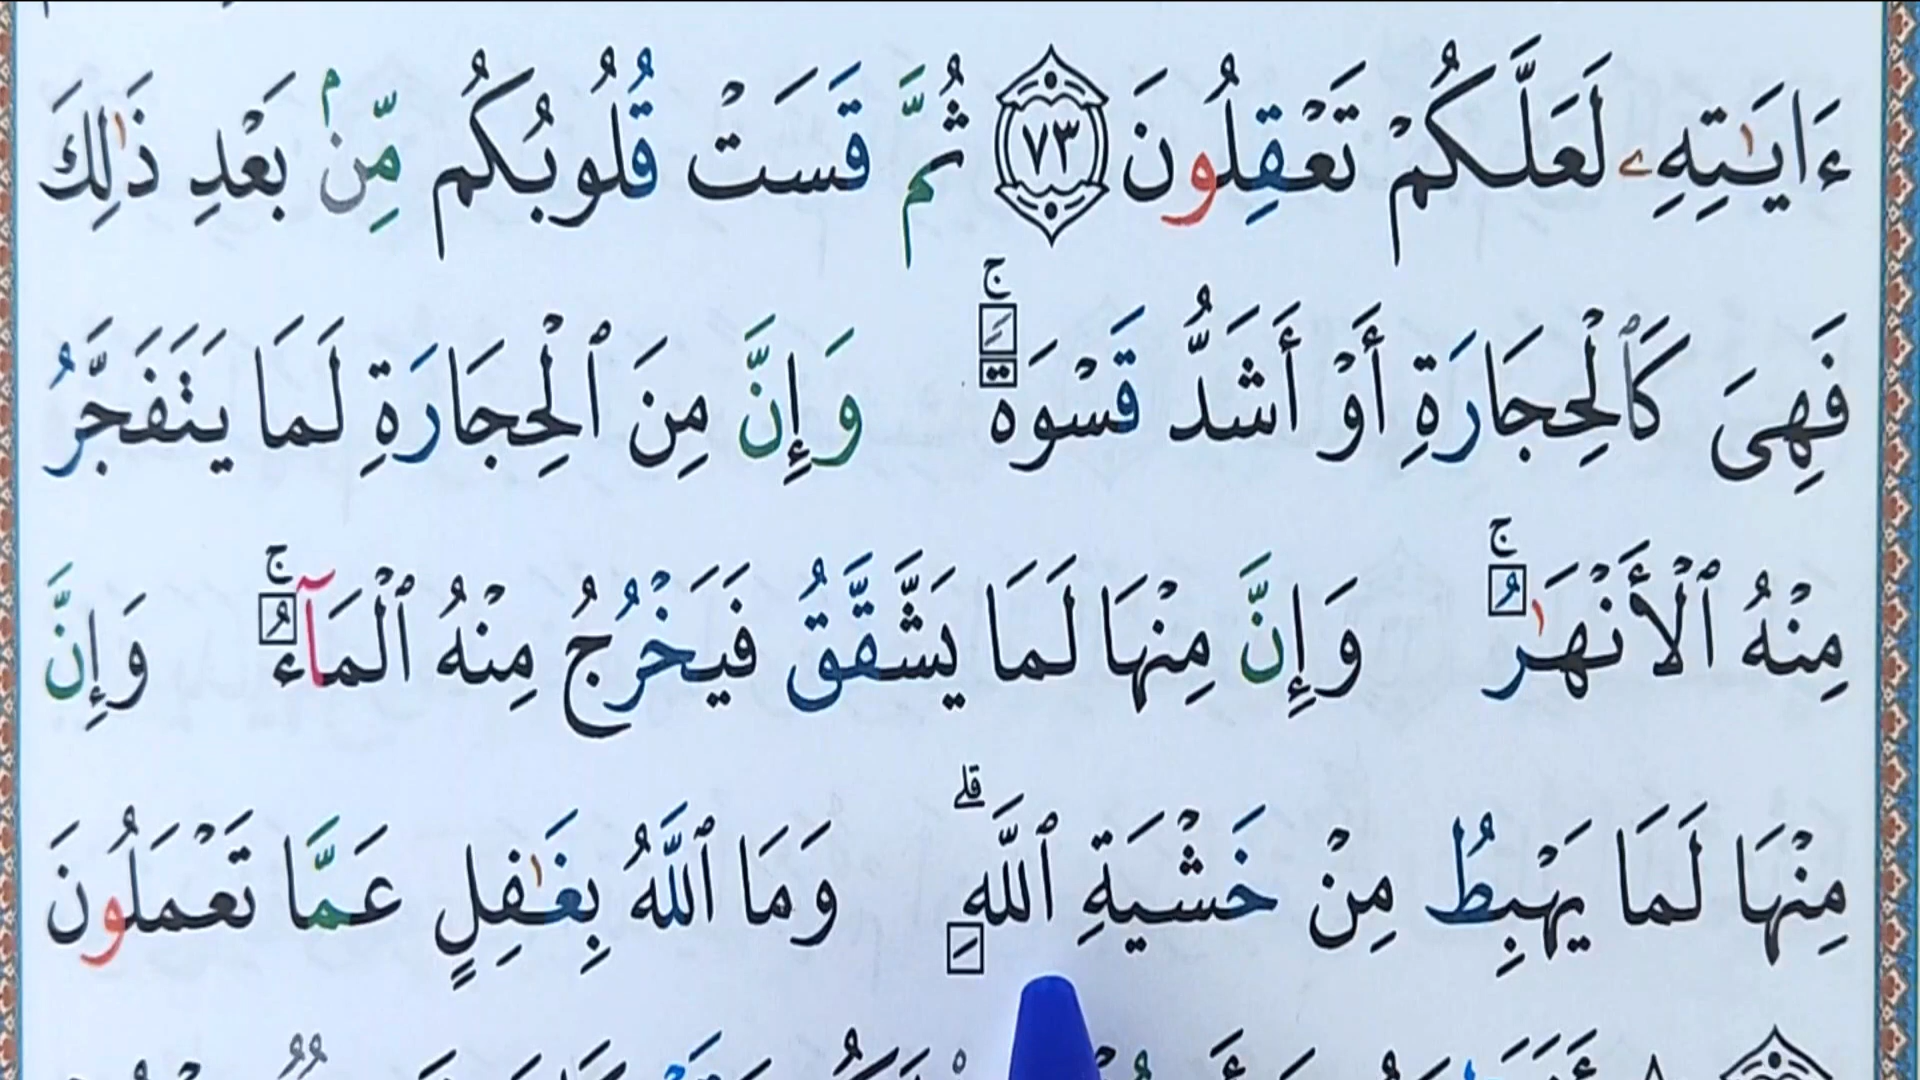 ءَايَـٰتِهِۦ لَعَلَّكُمْ تَعْقِلُونَ ٧٣ ثُمَّ قَسَتْ قُلُوبُكُم مِّنۢ بَعْدِ ذَٰلِكَ
فَهِىَ كَٱلْحِجَارَةِ أَوْ أَشَدُّ قَسْوَةً ۚ وَإِنَّ مِنَ ٱلْحِجَارَةِ لَمَا يَتَفَجَّرُ
مِنْهُ ٱلْأَنْهَـٰرُ ۚ وَإِنَّ مِنْهَا لَمَا يَشَّقَّقُ فَيَخْرُجُ مِنْهُ ٱلْمَآءُ ۚ وَإِنَّ
مِنْهَا لَمَا يَهْبِطُ مِنْ خَشْيَةِ ٱللَّهِ ۗ وَمَا ٱللَّهُ بِغَـٰفِلٍ عَمَّا تَعْمَلُونَ